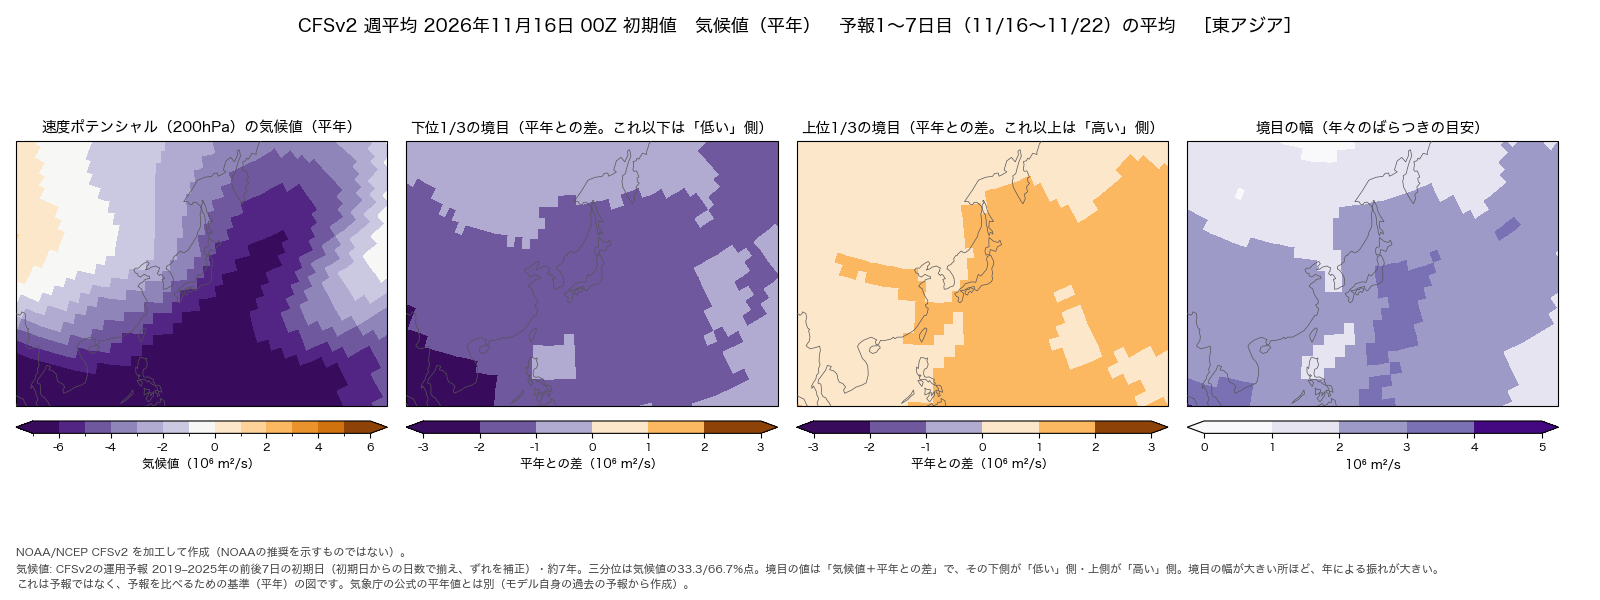 CFSv2 週平均 2026年11月16日 00Z 初期値　気候値（平年）　予報1～7日目（11/16～11/22）の平均　［東アジア］
速度ポテンシャル（200hPa）の気候値（平年）
下位1/3の境目（平年との差。これ以下は「低い」側）
上位1/3の境目（平年との差。これ以上は「高い」側）
境目の幅（年々のばらつきの目安）
-6 -4 -2 0 2 4 6
気候値（10⁶ m²/s）
-3 -2 -1 0 1 2 3
平年との差（10⁶ m²/s）
-3 -2 -1 0 1 2 3
平年との差（10⁶ m²/s）
0 1 2 3 4 5
10⁶ m²/s
NOAA/NCEP CFSv2 を加工して作成（NOAAの推奨を示すものではない）。
気候値: CFSv2の運用予報 2019–2025年の前後7日の初期日（初期日からの日数で揃え、ずれを補正）・約7年。三分位は気候値の33.3/66.7%点。境目の値は「気候値＋平年との差」で、その下側が「低い」側・上側が「高い」側。境目の幅が大きい所ほど、年による振れが大きい。
これは予報ではなく、予報を比べるための基準（平年）の図です。気象庁の公式の平年値とは別（モデル自身の過去の予報から作成）。